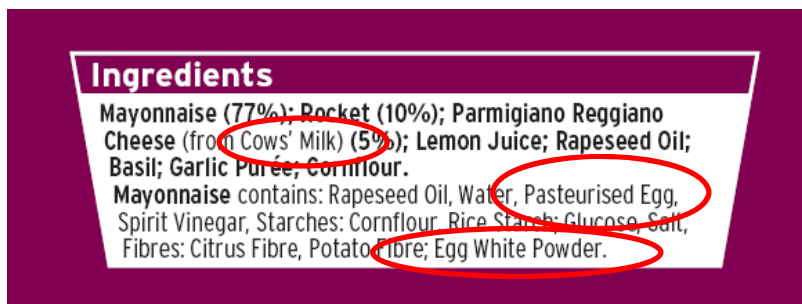 Ingredients
Mayonnaise (77%); Rocket (10%); Parmigiano Reggiano
Cheese (from Cows' Milk) (5%); Lemon Juice; Rapeseed Oil;
Basil; Garlic Purée; Cornflour.
Mayonnaise contains: Rapeseed Oil, Water, Pasteurised Egg,
Spirit Vinegar, Starches: Cornflour, Rice Starch; Glucose, Salt,
Fibres: Citrus Fibre, Potato Fibre; Egg White Powder.